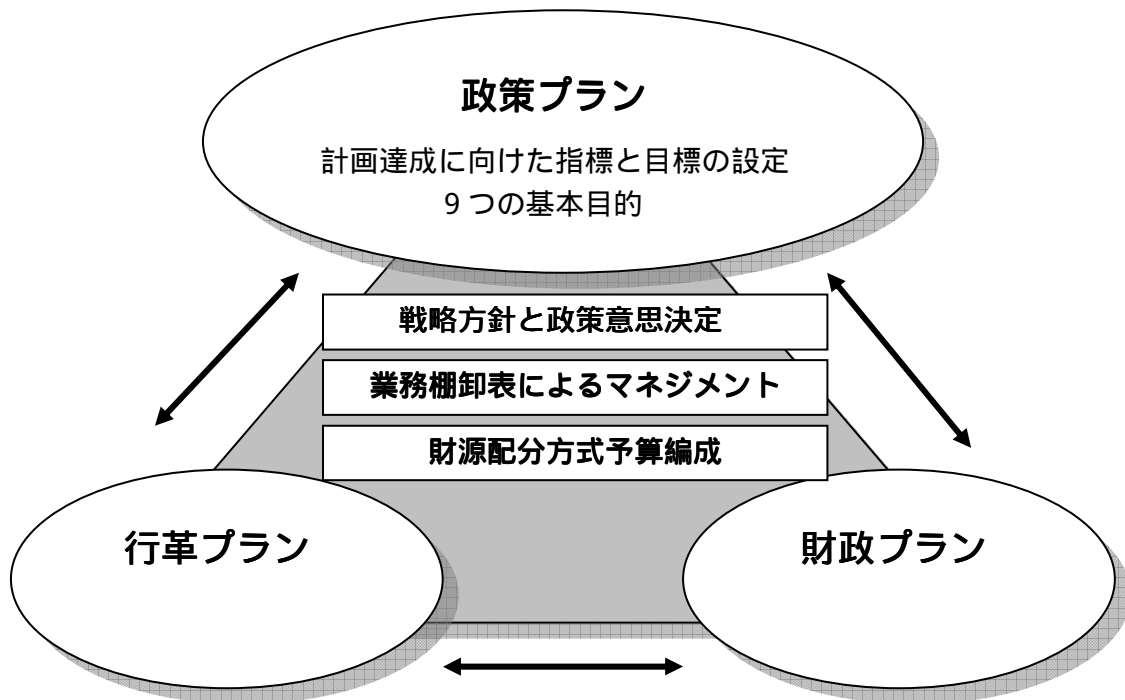 政策プラン
計画達成に向けた指標と目標の設定
9 つの基本目的
戦略方針と政策意思決定
業務棚卸表によるマネジメント
財源配分方式予算編成
行革プラン
財政プラン